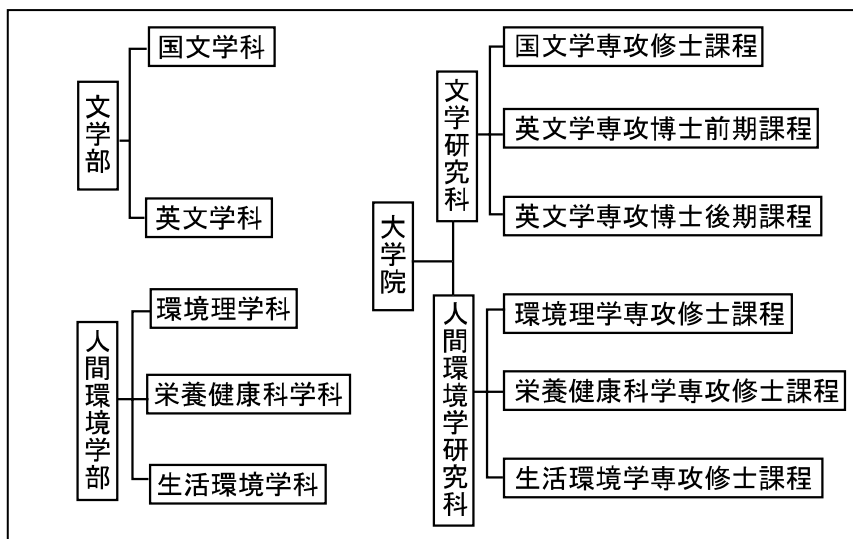 文学部
国文学科
英文学科
人間環境学部
環境理学科
栄養健康科学科
生活環境学科
大学院
文学研究科
国文学専攻修士課程
英文学専攻博士前期課程
英文学専攻博士後期課程
人間環境学研究科
環境理学専攻修士課程
栄養健康科学専攻修士課程
生活環境学専攻修士課程